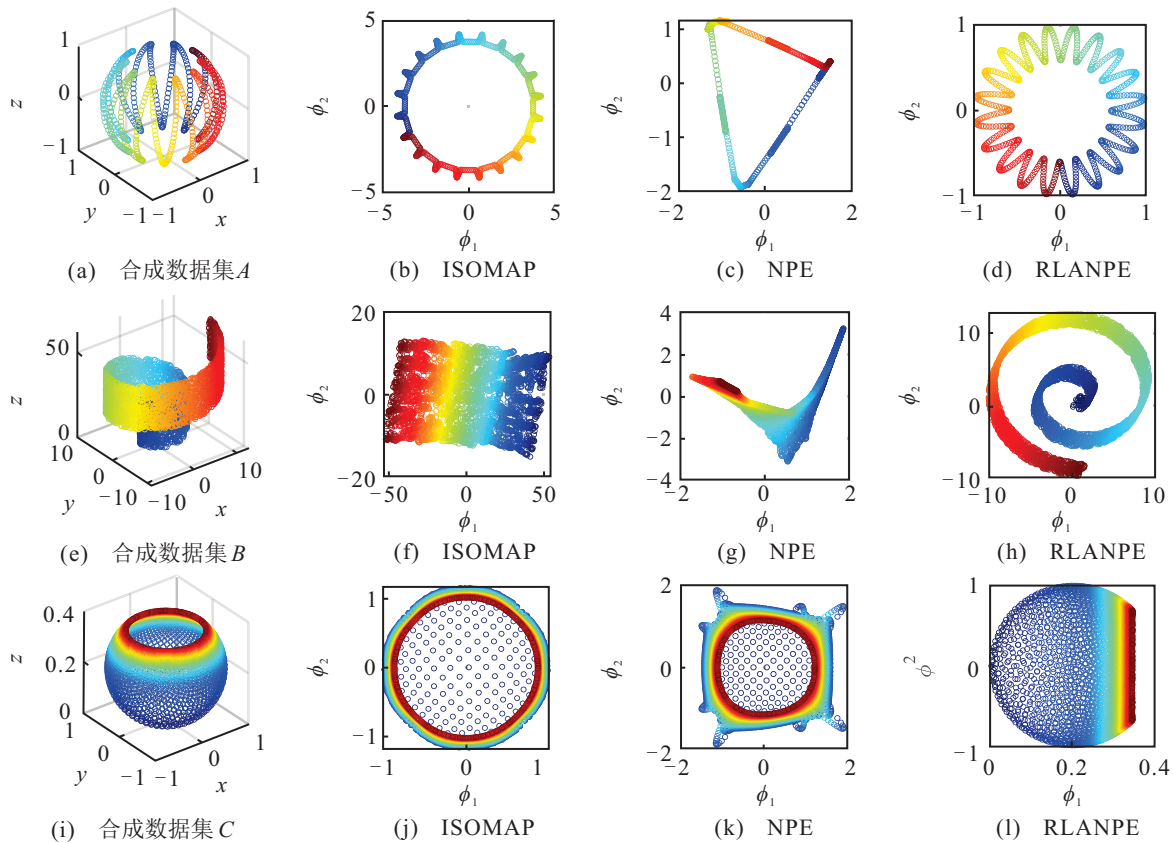 1
0
−1
z
1
0
−1
y
−1
0
1
x
(a) 合成数据集A
5
0
−5
ϕ₂
−5
0
5
ϕ₁
(b) ISOMAP
1
0
1
−2
ϕ₂
−2
0
2
ϕ₁
(c) NPE
1
0
−1
ϕ₂
−1
0
1
ϕ₁
(d) RLANPE
50
0
z
10
0
−10
y
−10
0
10
x
(e) 合成数据集B
20
0
−20
ϕ₂
−50
0
50
ϕ₁
(f) ISOMAP
4
2
0
−2
−4
ϕ₂
−2
0
2
ϕ₁
(g) NPE
10
0
−10
ϕ₂
−10
0
10
ϕ₁
(h) RLANPE
0.4
0.2
0
z
1
0
−1
y
−1
0
1
x
(i) 合成数据集C
1
0
−1
ϕ₂
−1
0
1
ϕ₁
(j) ISOMAP
2
0
−2
ϕ₂
−2
0
2
ϕ₁
(k) NPE
1
0
−1
ϕ²
0
0.2
0.4
ϕ₁
(l) RLANPE